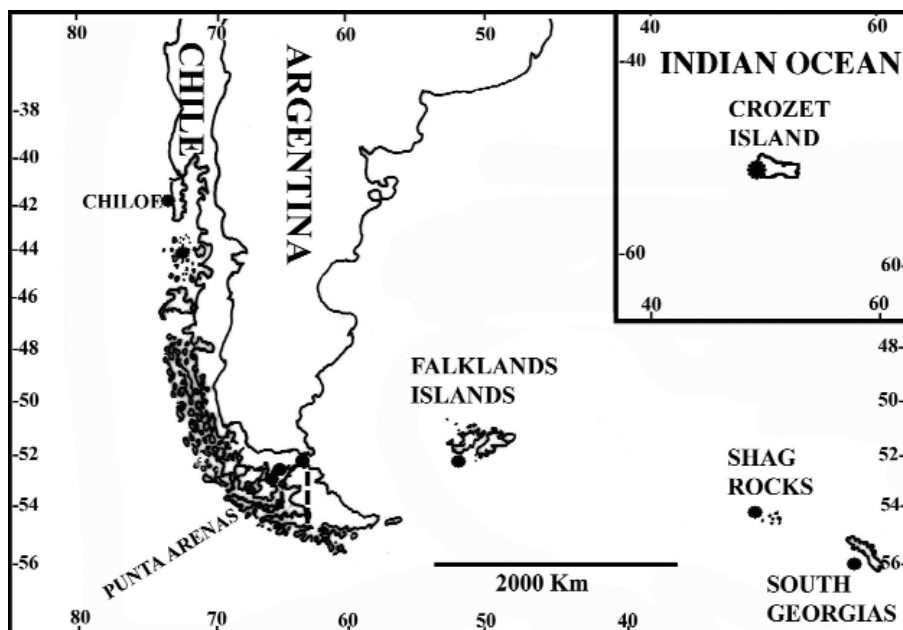 80 70 60 50
40 60
-40
INDIAN OCEAN
CROZET
ISLAND
-60
60-
40 60
CHILE
ARGENTINA
-38
-40
-42
-44
-46
-48
-50
-52
-54
-56
CHILOE
48-
50-
52-
54-
-56
FALKLANDS
ISLANDS
SHAG
ROCKS
PUNTA ARENAS
2000 Km
SOUTH
GEORGIAS
80 70 60 50 40